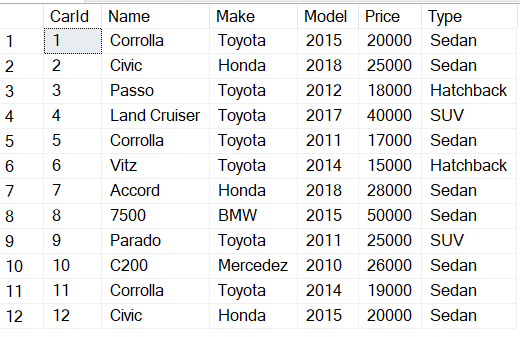 CarId Name Make Model Price Type
1 1 Corrolla Toyota 2015 20000 Sedan
2 2 Civic Honda 2018 25000 Sedan
3 3 Passo Toyota 2012 18000 Hatchback
4 4 Land Cruiser Toyota 2017 40000 SUV
5 5 Corrolla Toyota 2011 17000 Sedan
6 6 Vitz Toyota 2014 15000 Hatchback
7 7 Accord Honda 2018 28000 Sedan
8 8 7500 BMW 2015 50000 Sedan
9 9 Parado Toyota 2011 25000 SUV
10 10 C200 Mercedez 2010 26000 Sedan
11 11 Corrolla Toyota 2014 19000 Sedan
12 12 Civic Honda 2015 20000 Sedan